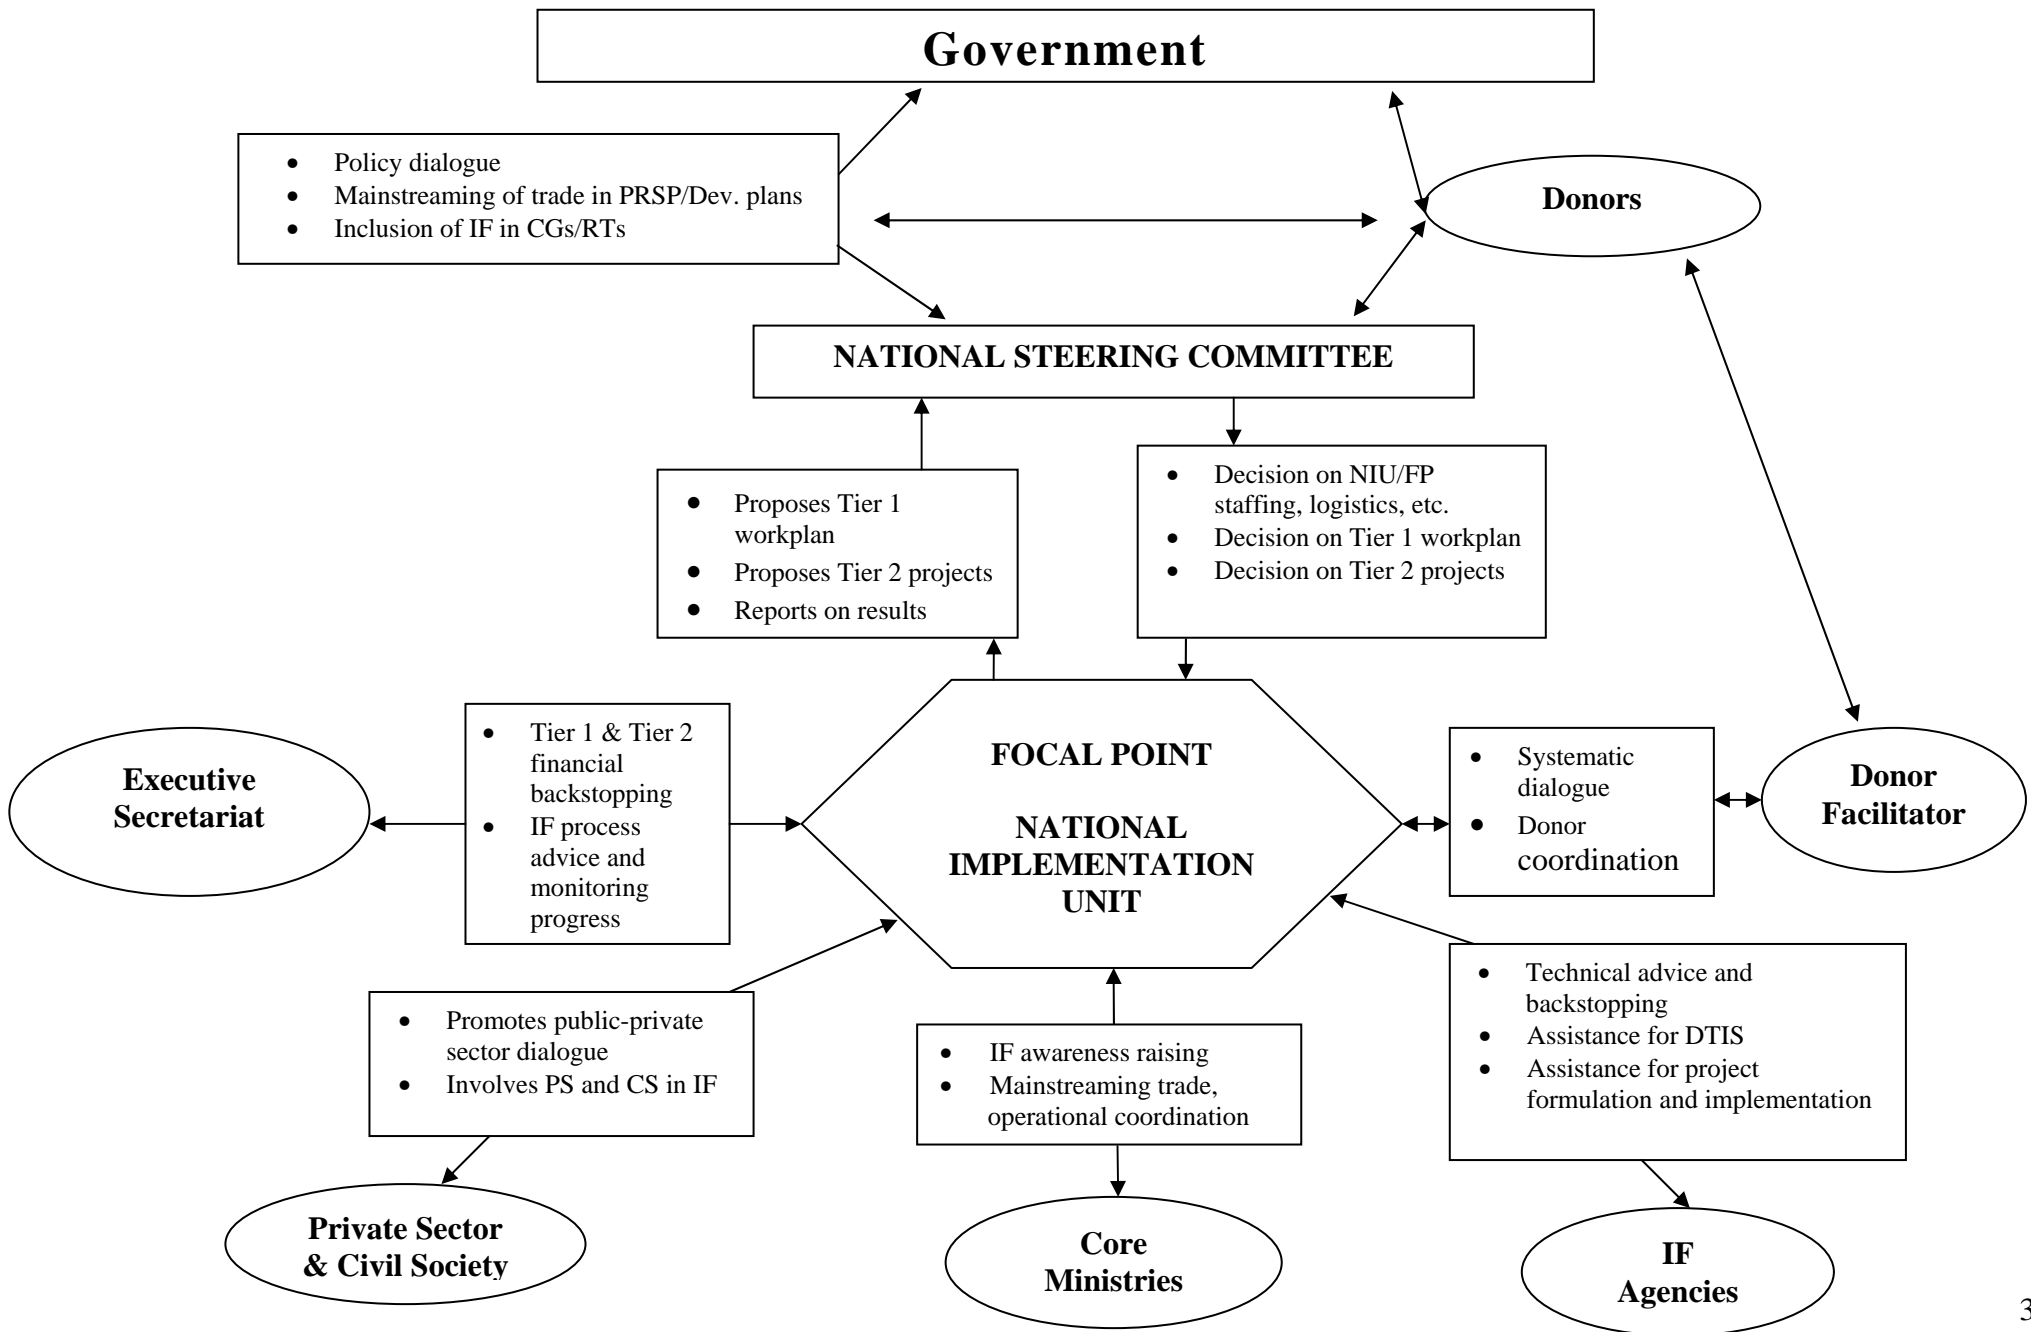 Government
• Policy dialogue
• Mainstreaming of trade in PRSP/Dev. plans
• Inclusion of IF in CGs/RTs
Donors
NATIONAL STEERING COMMITTEE
• Proposes Tier 1
workplan
• Proposes Tier 2 projects
• Reports on results
• Decision on NIU/FP
staffing, logistics, etc.
• Decision on Tier 1 workplan
• Decision on Tier 2 projects
Executive
Secretariat
• Tier 1 & Tier 2
financial
backstopping
• IF process
advice and
monitoring
progress
FOCAL POINT
NATIONAL
IMPLEMENTATION
UNIT
• Systematic
dialogue
• Donor
coordination
Donor
Facilitator
• Promotes public-private
sector dialogue
• Involves PS and CS in IF
• IF awareness raising
• Mainstreaming trade,
operational coordination
• Technical advice and
backstopping
• Assistance for DTIS
• Assistance for project
formulation and implementation
Private Sector
& Civil Society
Core
Ministries
IF
Agencies
3